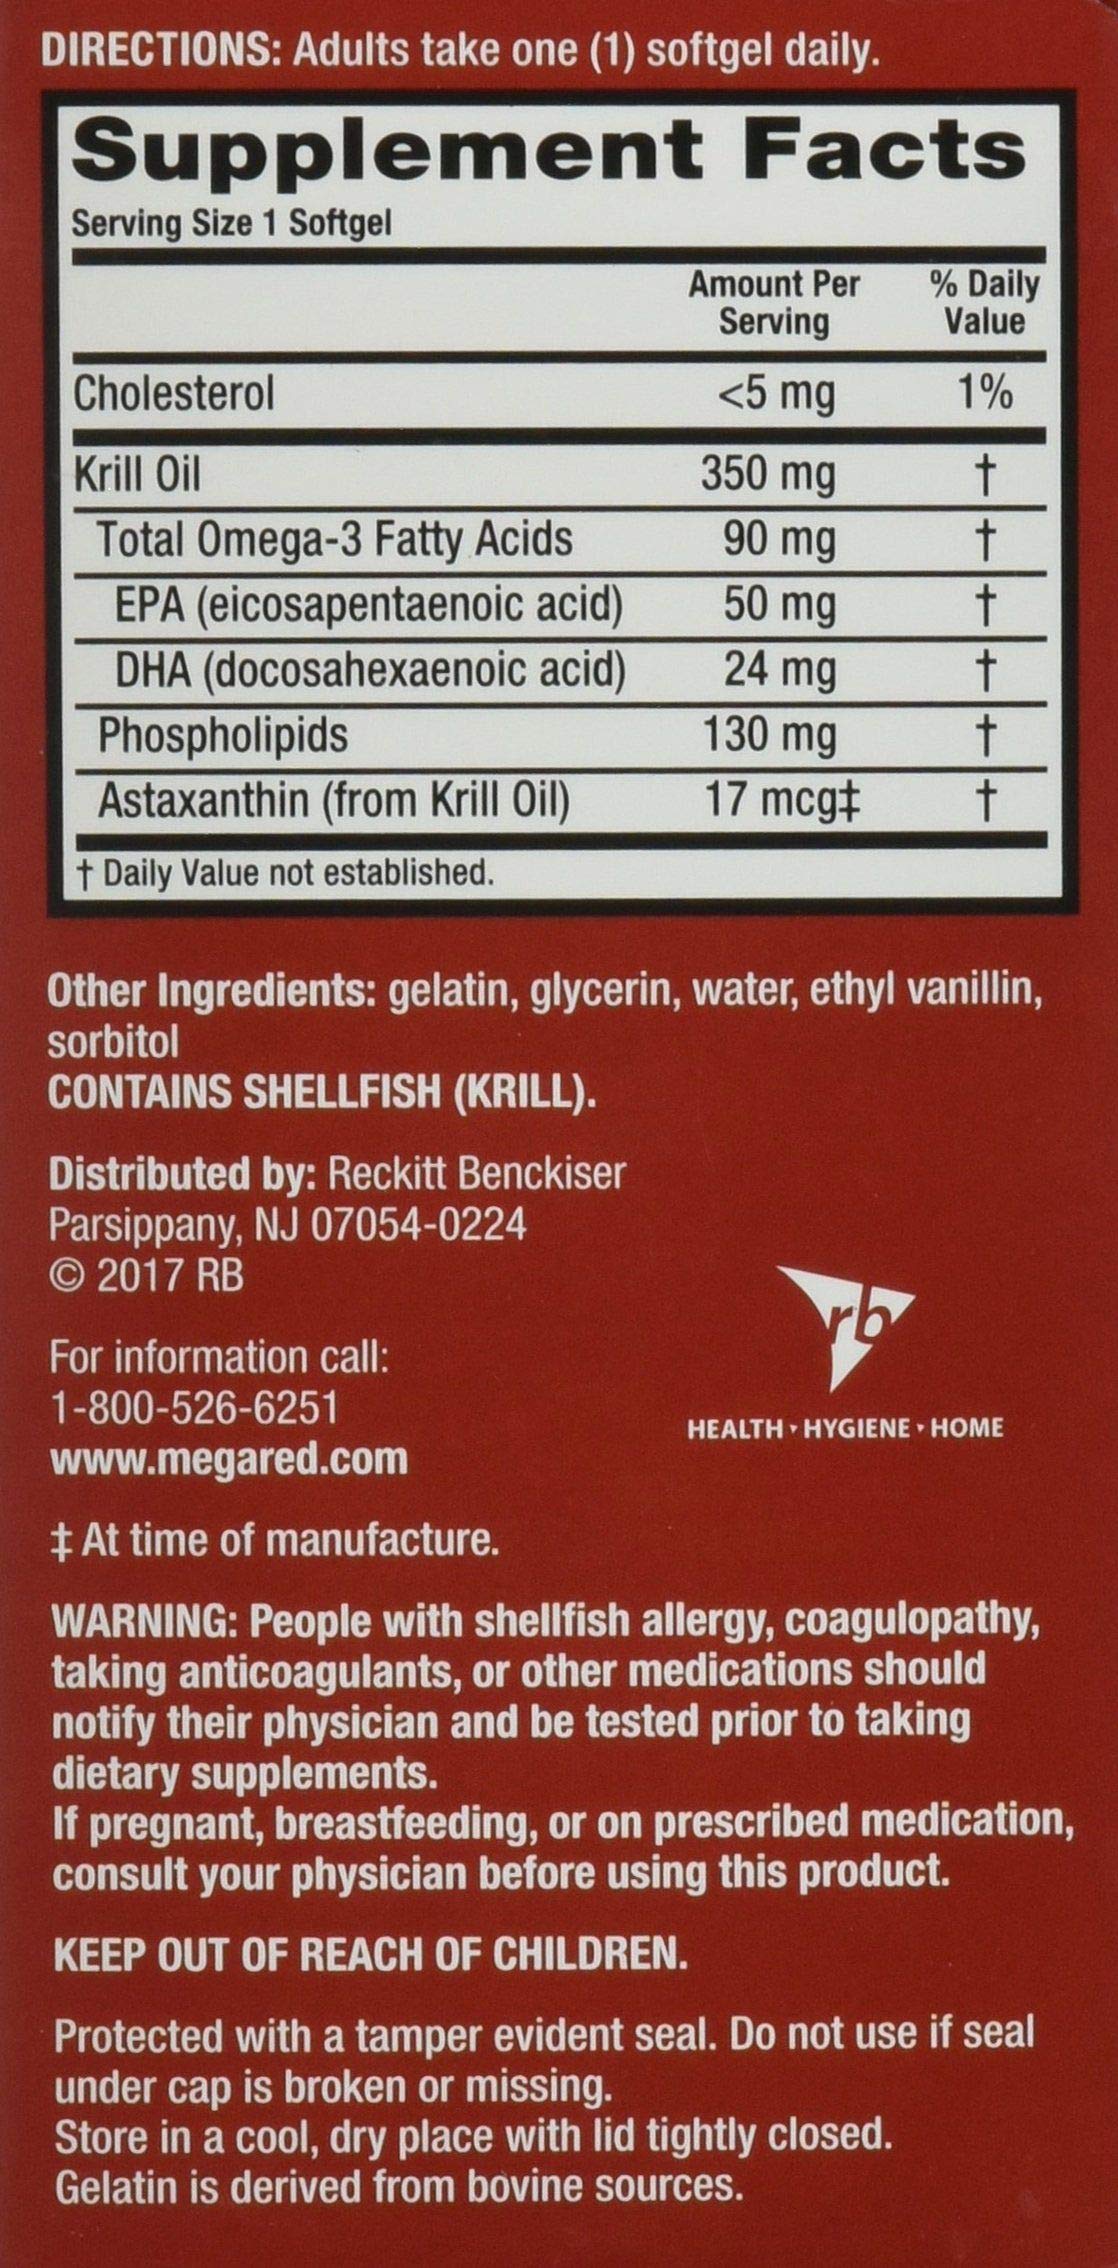 DIRECTIONS: Adults take one (1) softgel daily.
Supplement Facts
Serving Size 1 Softgel
Amount Per Serving % Daily Value
Cholesterol <5 mg 1%
Krill Oil 350 mg †
Total Omega-3 Fatty Acids 90 mg †
EPA (eicosapentaenoic acid) 50 mg †
DHA (docosahexaenoic acid) 24 mg †
Phospholipids 130 mg †
Astaxanthin (from Krill Oil) 17 mcg‡ †
† Daily Value not established.
Other Ingredients: gelatin, glycerin, water, ethyl vanillin,
sorbitol
CONTAINS SHELLFISH (KRILL).
Distributed by: Reckitt Benckiser
Parsippany, NJ 07054-0224
© 2017 RB
rb
HEALTH • HYGIENE • HOME
For information call:
1-800-526-6251
www.megared.com
‡ At time of manufacture.
WARNING: People with shellfish allergy, coagulopathy,
taking anticoagulants, or other medications should
notify their physician and be tested prior to taking
dietary supplements.
If pregnant, breastfeeding, or on prescribed medication,
consult your physician before using this product.
KEEP OUT OF REACH OF CHILDREN.
Protected with a tamper evident seal. Do not use if seal
under cap is broken or missing.
Store in a cool, dry place with lid tightly closed.
Gelatin is derived from bovine sources.